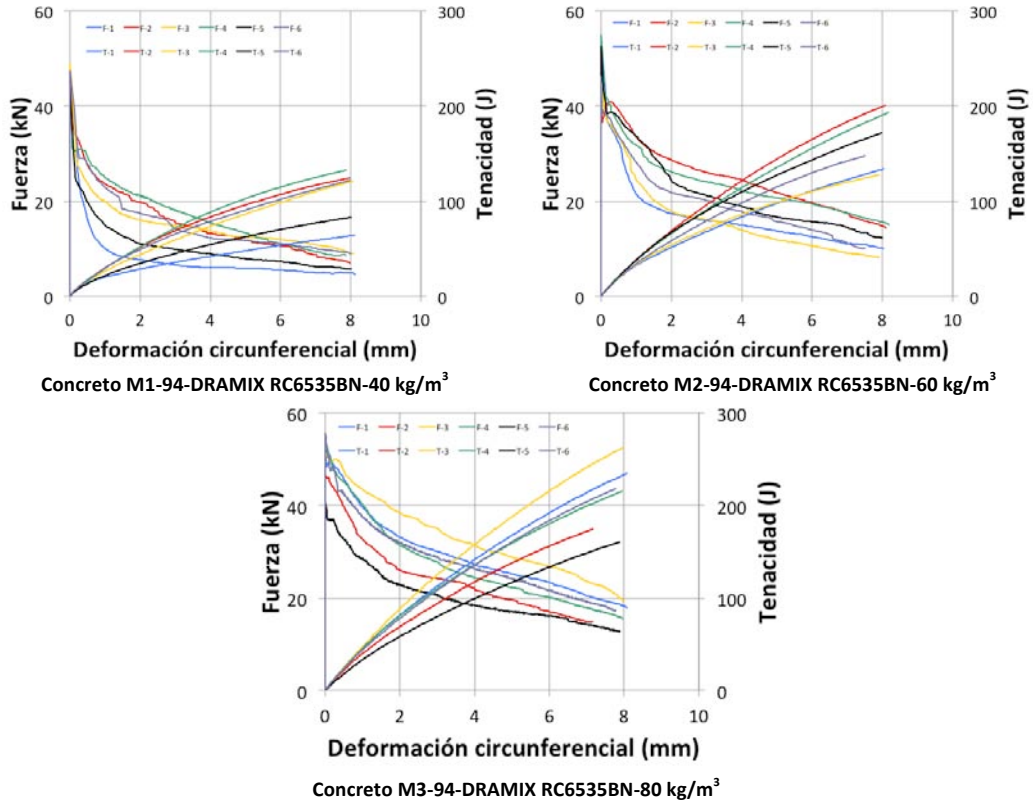 60
300
F-1 F-2 F-3 F-4 F-5 F-6
T-1 T-2 T-3 T-4 T-5 T-6
40
200
Fuerza (kN)
Tenacidad (J)
20
100
0
0
0 2 4 6 8 10
Deformación circunferencial (mm)
Concreto M1-94-DRAMIX RC6535BN-40 kg/m³
60
300
F-1 F-2 F-3 F-4 F-5 F-6
T-1 T-2 T-3 T-4 T-5 T-6
40
200
Fuerza (kN)
Tenacidad (J)
20
100
0
0
0 2 4 6 8 10
Deformación circunferencial (mm)
Concreto M2-94-DRAMIX RC6535BN-60 kg/m³
60
300
F-1 F-2 F-3 F-4 F-5 F-6
T-1 T-2 T-3 T-4 T-5 T-6
40
200
Fuerza (kN)
Tenacidad (J)
20
100
0
0
0 2 4 6 8 10
Deformación circunferencial (mm)
Concreto M3-94-DRAMIX RC6535BN-80 kg/m³